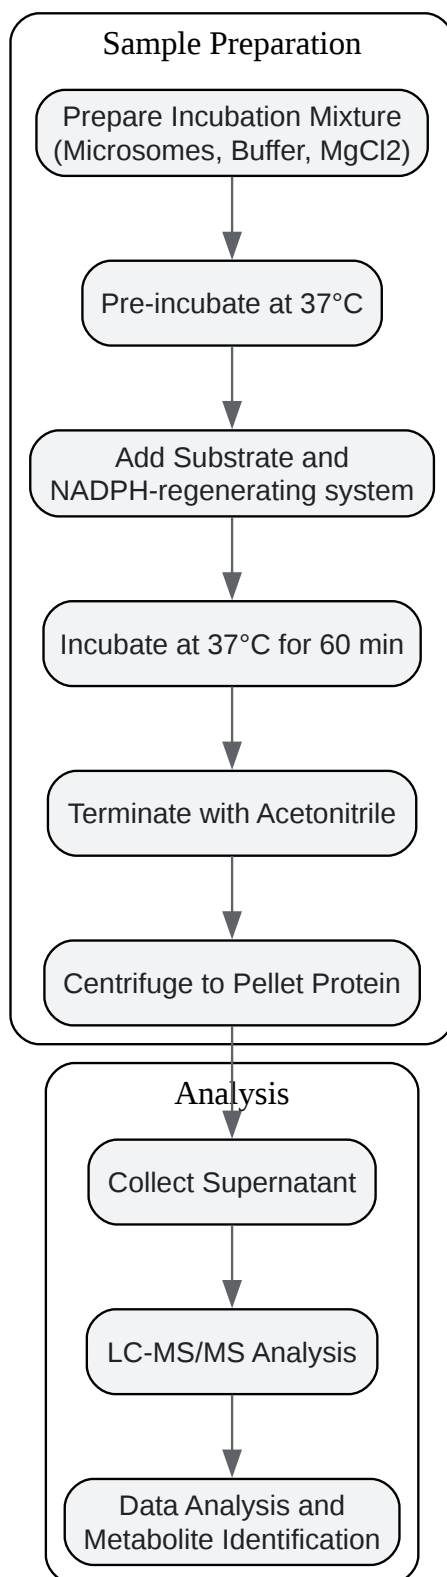 Sample Preparation
Prepare Incubation Mixture
(Microsomes, Buffer, MgCl2)
Pre-incubate at 37°C
Add Substrate and
NADPH-regenerating system
Incubate at 37°C for 60 min
Terminate with Acetonitrile
Centrifuge to Pellet Protein
Analysis
Collect Supernatant
LC-MS/MS Analysis
Data Analysis and
Metabolite Identification